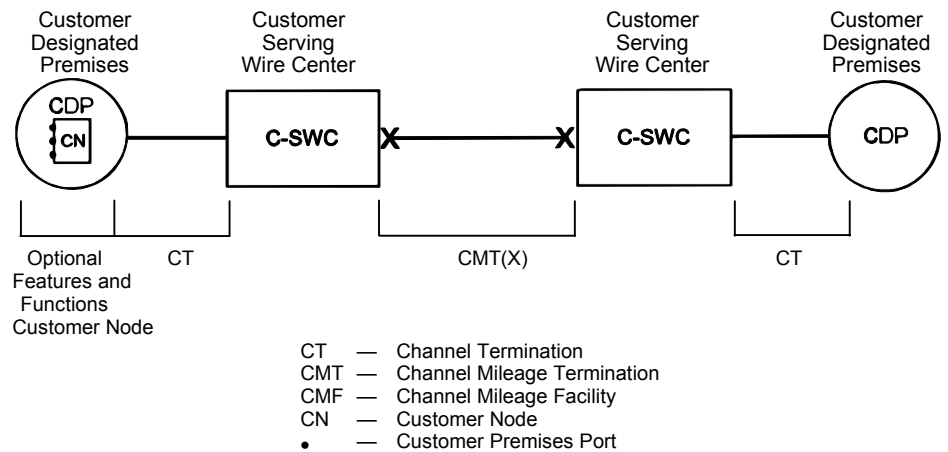 Customer
Designated
Premises
Customer
Serving
Wire Center
Customer
Serving
Wire Center
Customer
Designated
Premises
CDP
CN
C-SWC
X
X
C-SWC
CDP
Optional
Features and
Functions
Customer Node
CT
CMT(X)
CT
CT — Channel Termination
CMT — Channel Mileage Termination
CMF — Channel Mileage Facility
CN — Customer Node
• — Customer Premises Port